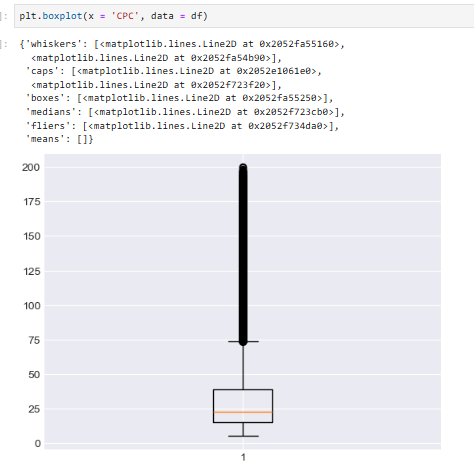 ]: plt.boxplot(x = 'CPC', data = df)
]: {'whiskers': [<matplotlib.lines.Line2D at 0x2052fa55160>,
<matplotlib.lines.Line2D at 0x2052fa54b90>],
'caps': [<matplotlib.lines.Line2D at 0x2052e1061e0>,
<matplotlib.lines.Line2D at 0x2052f723f20>],
'boxes': [<matplotlib.lines.Line2D at 0x2052fa55250>],
'medians': [<matplotlib.lines.Line2D at 0x2052f723cb0>],
'fliers': [<matplotlib.lines.Line2D at 0x2052f734da0>],
'means': []}
200
175
150
125
100
75
50
25
0
1